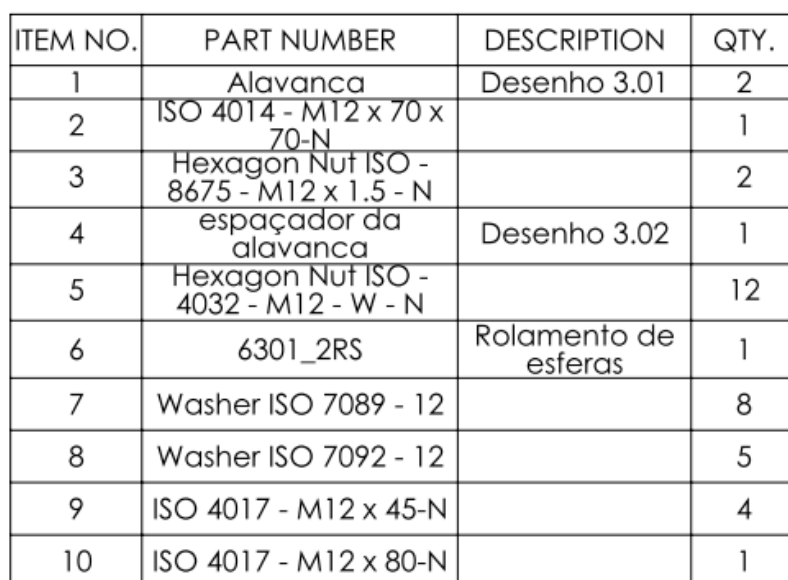 ITEM NO. PART NUMBER DESCRIPTION QTY.
1 Alavanca Desenho 3.01 2
2 ISO 4014 - M12 x 70 x 1
70-N
3 Hexagon Nut ISO - 2
8675 - M12 x 1.5 - N
4 espaçador da Desenho 3.02 1
alavanca
5 Hexagon Nut ISO - 12
4032 - M12 - W - N
6 6301_2RS Rolamento de 1
esferas
7 Washer ISO 7089 - 12 8
8 Washer ISO 7092 - 12 5
9 ISO 4017 - M12 x 45-N 4
10 ISO 4017 - M12 x 80-N 1